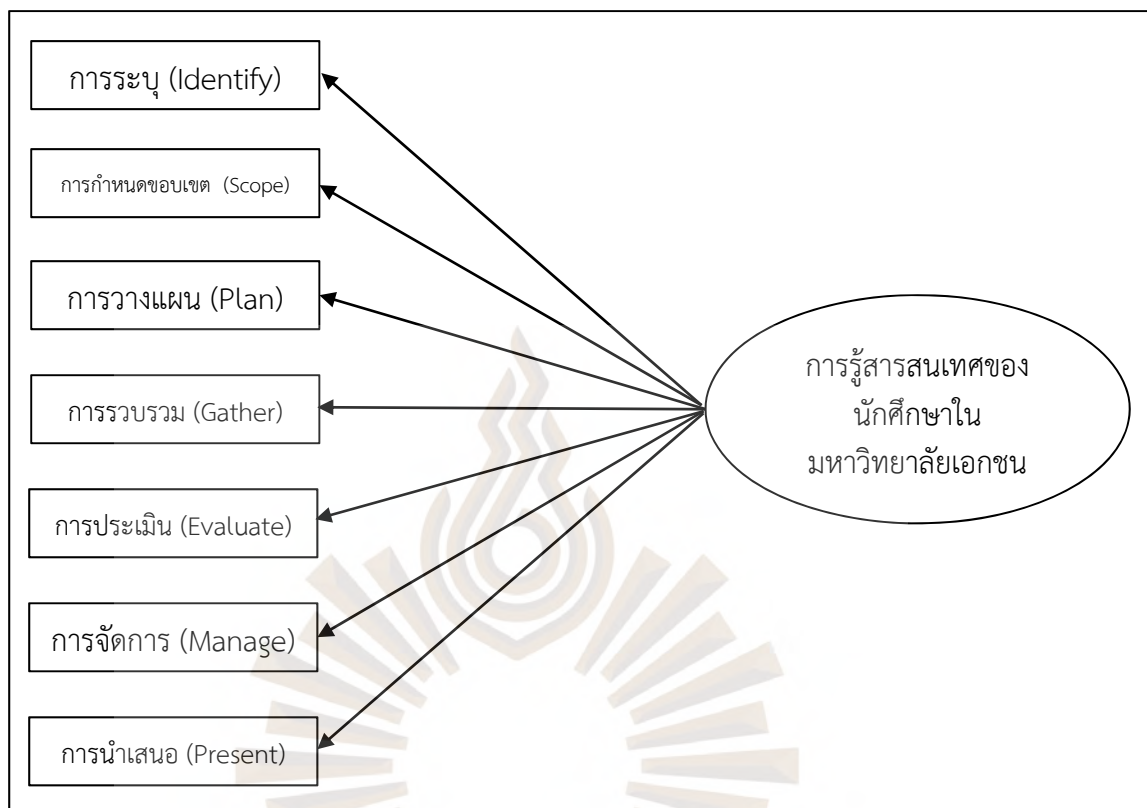 การระบุ (Identify)
การกำหนดขอบเขต (Scope)
การวางแผน (Plan)
การรวบรวม (Gather)
การประเมิน (Evaluate)
การจัดการ (Manage)
การนำเสนอ (Present)
การรู้สารสนเทศของ
นักศึกษาใน
มหาวิทยาลัยเอกชน